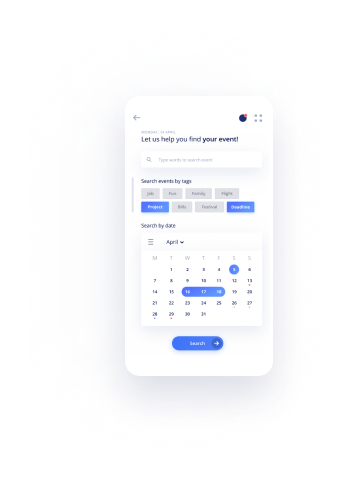 Let us help you find your event!
Type words to search event
Search events by tags
Job Fun Family Flight
Project Bills Festival Deadline
Search by date
April
M T W T F S S
1 2 3 4 5 6
7 8 9 10 11 12 13
14 15 16 17 18 19 20
21 22 23 24 25 26 27
28 29 30 31
Search